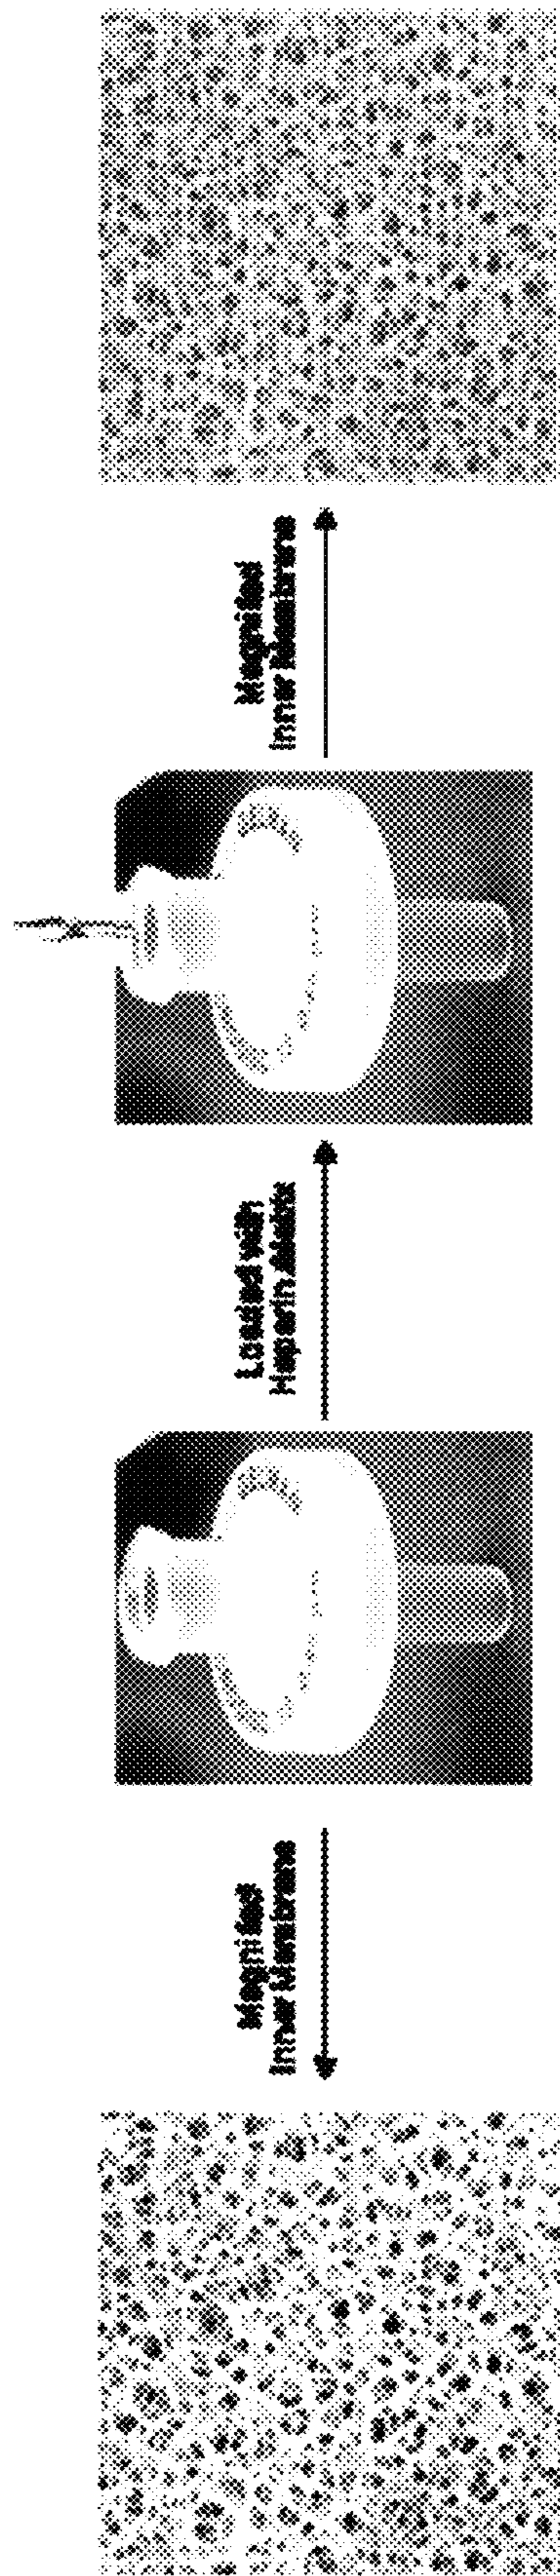 Magnified
Inner Membrane
Loaded with
Heparin Matrix
Magnified
Inner Membrane